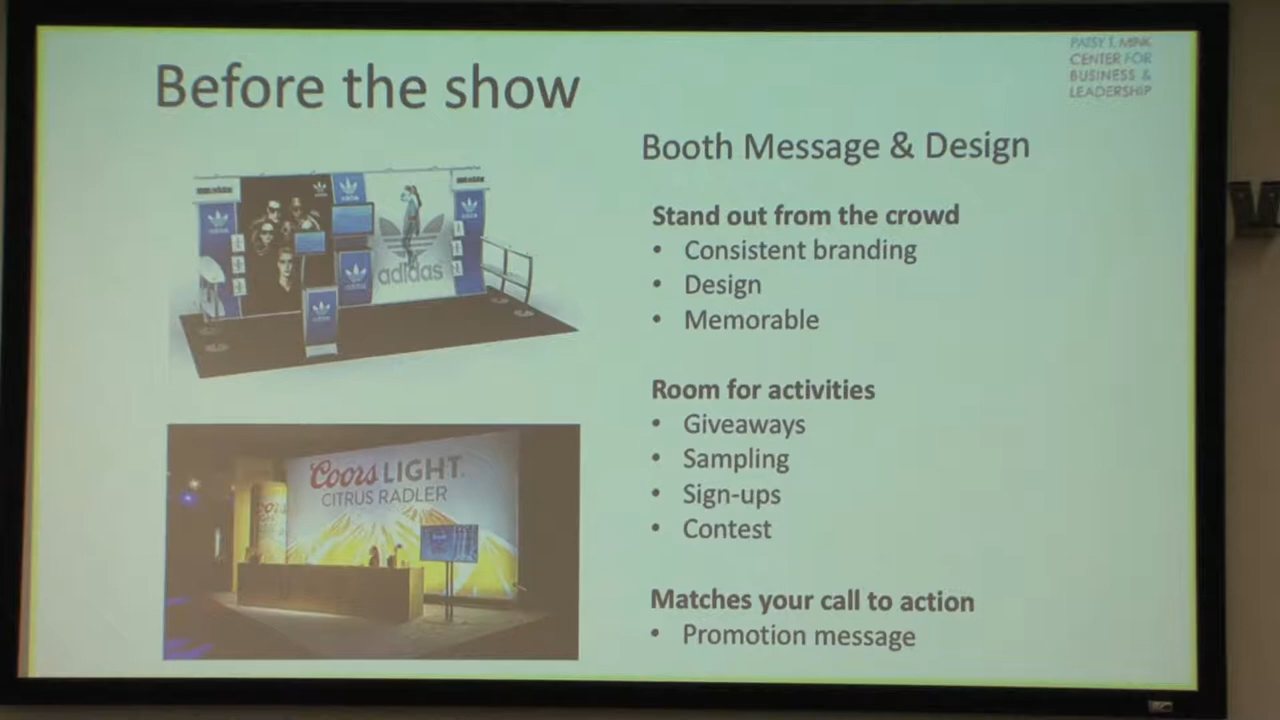 Before the show
PATSY T. MINK
CENTER FOR
BUSINESS &
LEADERSHIP
Booth Message & Design
adidas
Coors LIGHT
CITRUS RADLER
Stand out from the crowd
• Consistent branding
• Design
• Memorable
Room for activities
• Giveaways
• Sampling
• Sign-ups
• Contest
Matches your call to action
• Promotion message